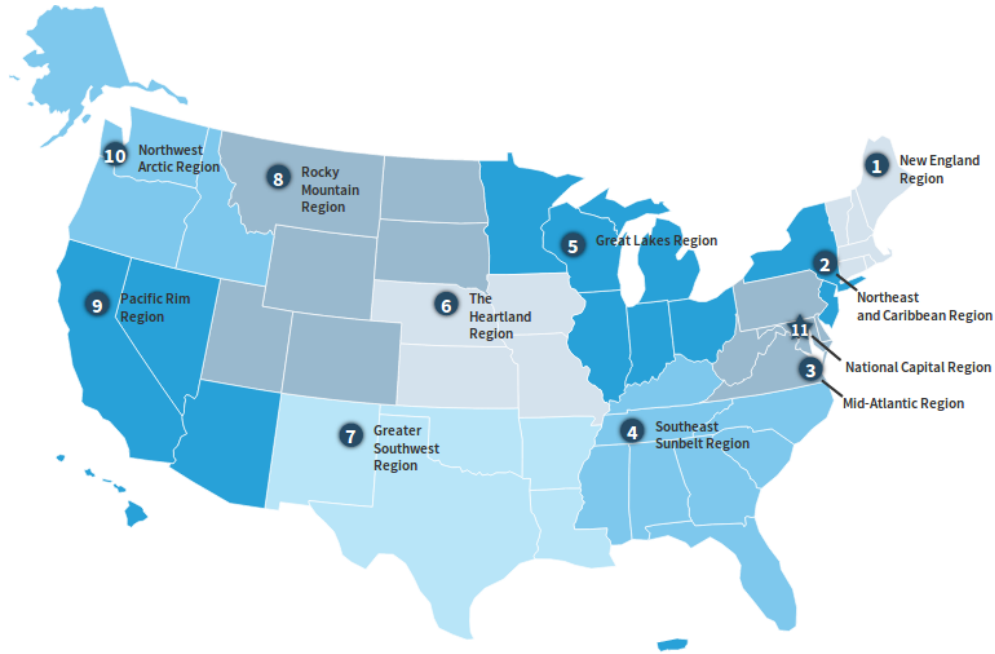 1
New England
Region
10
Northwest
Arctic Region
8
Rocky
Mountain
Region
5
Great Lakes Region
2
Northeast
and Caribbean Region
9
Pacific Rim
Region
6
The
Heartland
Region
11
National Capital Region
3
Mid-Atlantic Region
7
Greater
Southwest
Region
4
Southeast
Sunbelt Region